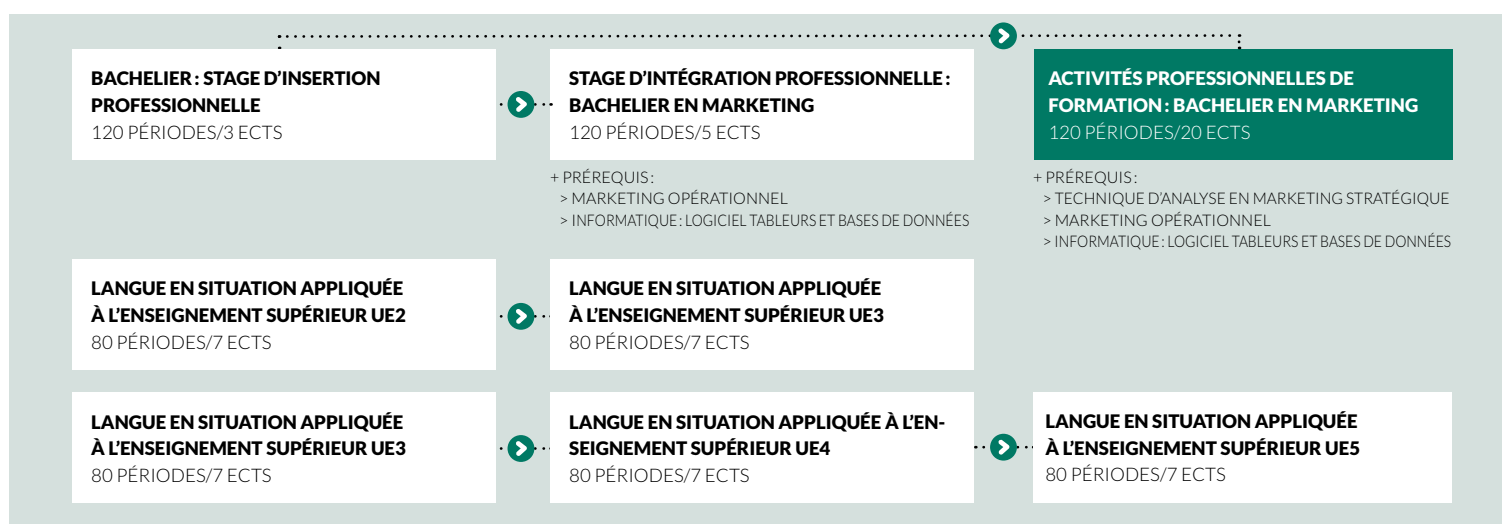 BACHELIER : STAGE D'INSERTION
PROFESSIONNELLE
120 PÉRIODES/3 ECTS
STAGE D'INTÉGRATION PROFESSIONNELLE :
BACHELIER EN MARKETING
120 PÉRIODES/5 ECTS
+ PRÉREQUIS :
> MARKETING OPÉRATIONNEL
> INFORMATIQUE : LOGICIEL TABLEURS ET BASES DE DONNÉES
ACTIVITÉS PROFESSIONNELLES DE
FORMATION : BACHELIER EN MARKETING
120 PÉRIODES/20 ECTS
+ PRÉREQUIS :
> TECHNIQUE D'ANALYSE EN MARKETING STRATÉGIQUE
> MARKETING OPÉRATIONNEL
> INFORMATIQUE : LOGICIEL TABLEURS ET BASES DE DONNÉES
LANGUE EN SITUATION APPLIQUÉE
À L'ENSEIGNEMENT SUPÉRIEUR UE2
80 PÉRIODES/7 ECTS
LANGUE EN SITUATION APPLIQUÉE
À L'ENSEIGNEMENT SUPÉRIEUR UE3
80 PÉRIODES/7 ECTS
LANGUE EN SITUATION APPLIQUÉE
À L'ENSEIGNEMENT SUPÉRIEUR UE3
80 PÉRIODES/7 ECTS
LANGUE EN SITUATION APPLIQUÉE À L'EN-
SEIGNEMENT SUPÉRIEUR UE4
80 PÉRIODES/7 ECTS
LANGUE EN SITUATION APPLIQUÉE
À L'ENSEIGNEMENT SUPÉRIEUR UE5
80 PÉRIODES/7 ECTS